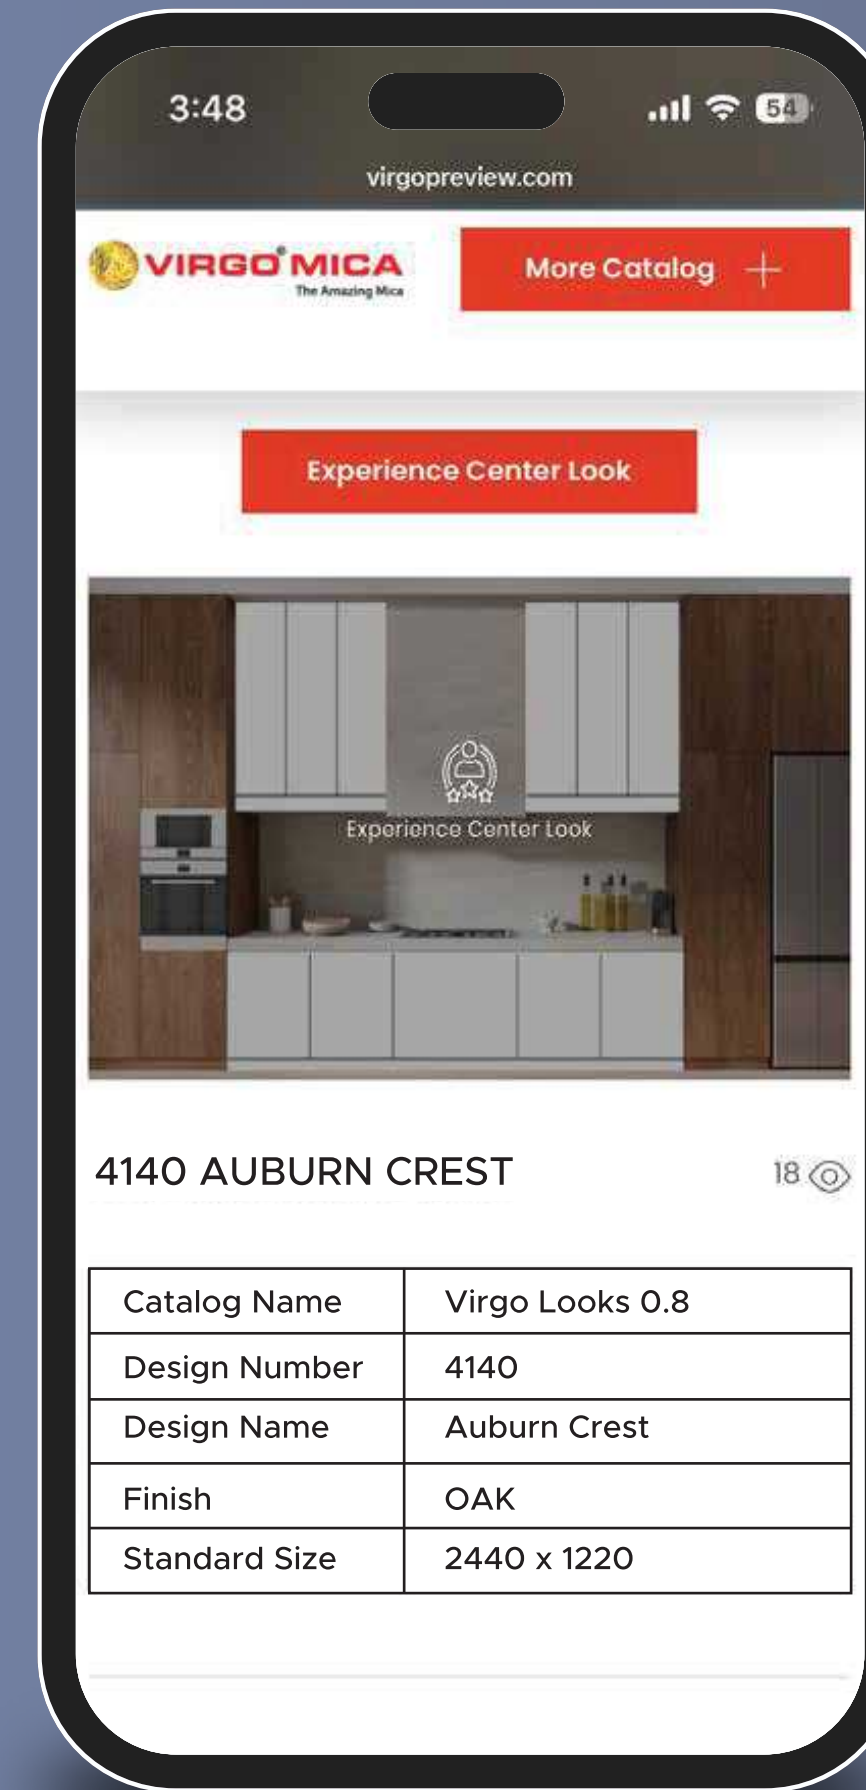 3:48
54
virgopreview.com
VIRGO MICA
The Amazing Mica
More Catalog +
Experience Center Look
Experience Center Look
4140 AUBURN CREST
18
Catalog Name Virgo Looks 0.8
Design Number 4140
Design Name Auburn Crest
Finish OAK
Standard Size 2440 x 1220